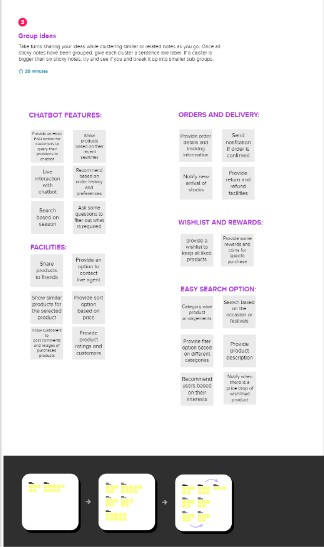 3
Group ideas
Take turns sharing your ideas while clustering similar or related notes as you go. Once all
sticky notes have been grouped, give each cluster a sentence-like label. If a cluster is
bigger than six sticky notes, try and see if you and break it up into smaller sub-groups.
20 minutes
CHATBOT FEATURES:
Show
products
based on their
recent
searches
Live
interaction
with
chatbot
Recommend
based on
order history
and
preferences
Search
based on
season
Ask some
questions to
filter out what
is required
FACILITIES:
Share
products
to friends
Provide an
option to
contact
live agent
Show similar
products for
the selected
product
Provide sort
option
based on
price
Allow customers
to
post comments
and images of
purchased
products
Provide
product
ratings and
customers
ORDERS AND DELIVERY:
Provide order
details and
tracking
information
Send
notification
if order is
confirmed
Notify new
arrival of
stocks
Provide
return and
refund
facilities
WISHLIST AND REWARDS:
provide a
wishlist to
keep all liked
products
Provide some
rewards and
coins for
specific
purchase
EASY SEARCH OPTION:
Category wise
product
arrangements
Search based
on the
occasion or
festivals
Provide filter
option based
on different
categories
Provide
product
description
Recommend
users based
on their
interests
Notify when
there is a
price drop of
wishlisted
product